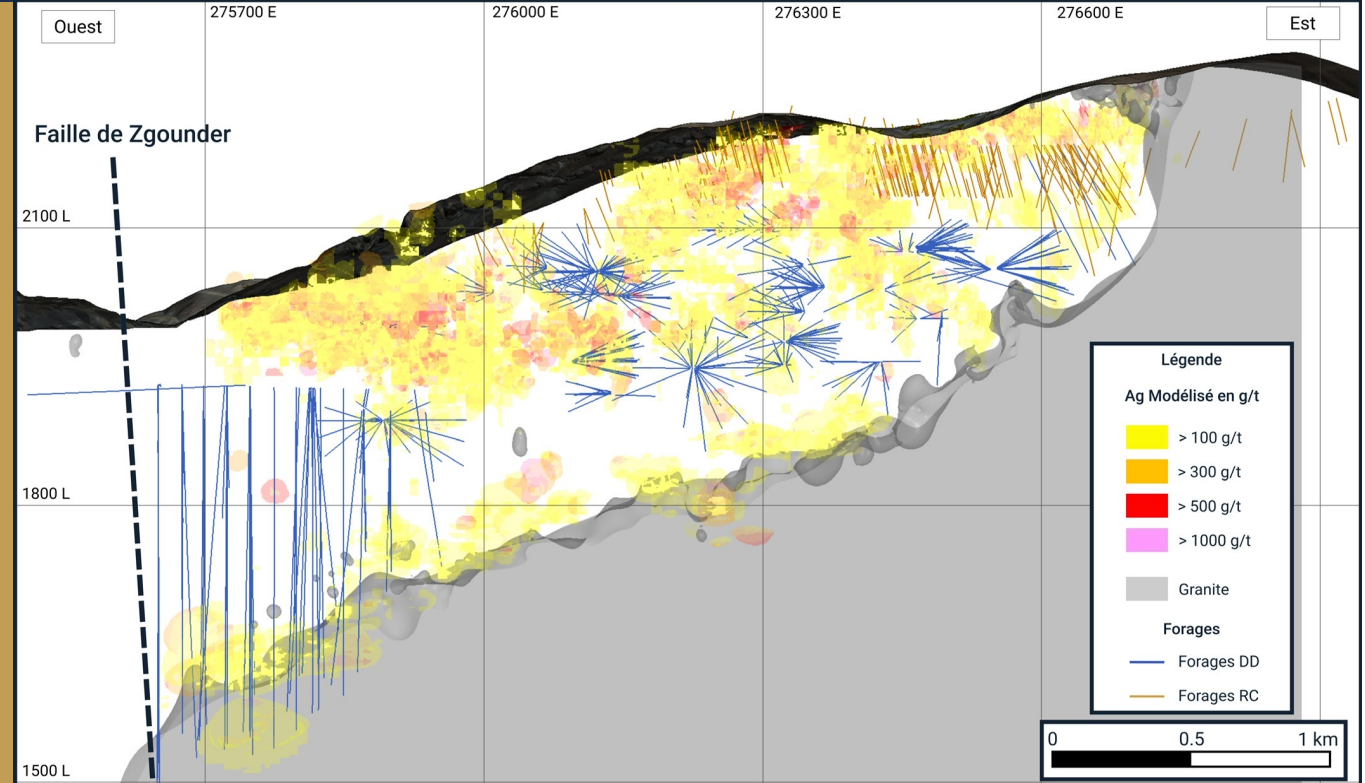 Ouest
275700 E
276000 E
276300 E
276600 E
Est
Faille de Zgounder
2100 L
1800 L
1500 L
Légende
Ag Modélisé en g/t
> 100 g/t
> 300 g/t
> 500 g/t
> 1000 g/t
Granite
Forages
Forages DD
Forages RC
0 0.5 1 km